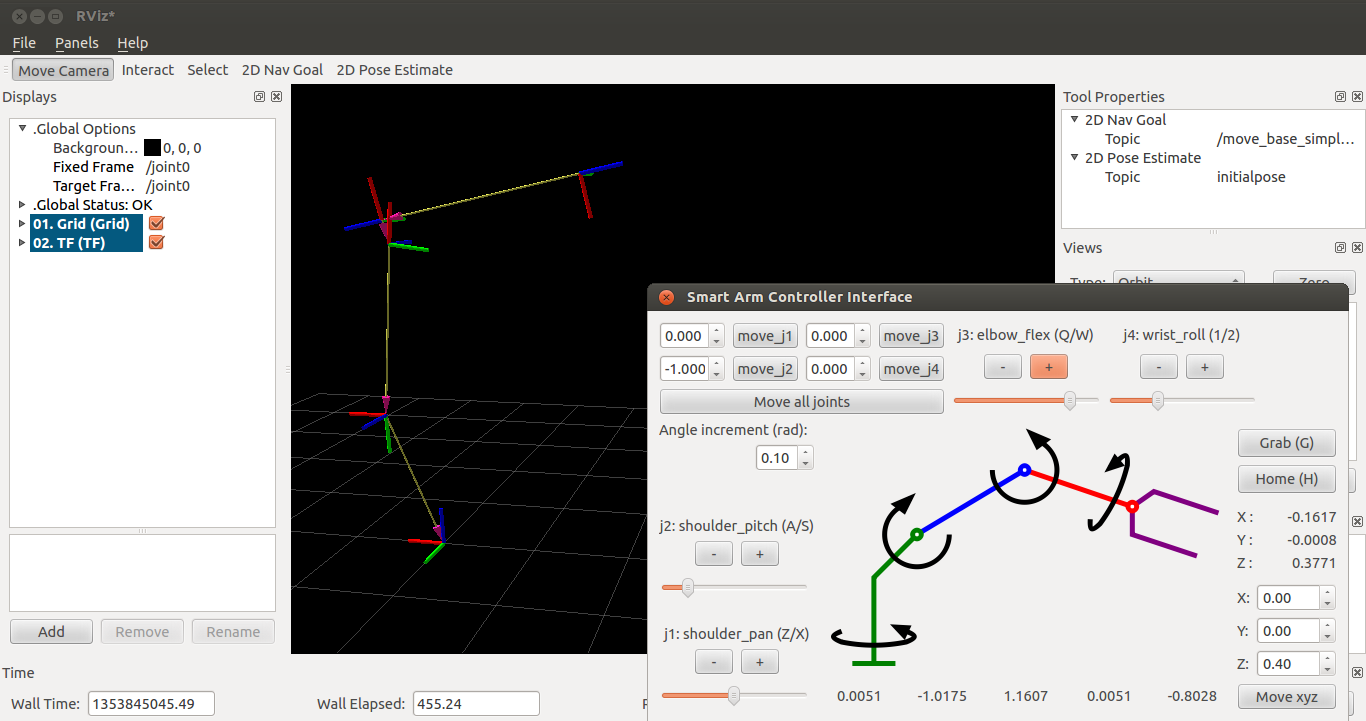 RViz*
File Panels Help
Move Camera Interact Select 2D Nav Goal 2D Pose Estimate
Displays
.Global Options
Backgroun... 0, 0, 0
Fixed Frame /joint0
Target Fra... /joint0
.Global Status: OK
01. Grid (Grid)
02. TF (TF)
Add Remove Rename
Tool Properties
2D Nav Goal
Topic /move_base_simpl...
2D Pose Estimate
Topic initialpose
Views
Type: Orbit Zero
Smart Arm Controller Interface
0.000 move_j1 0.000 move_j3
-1.000 move_j2 0.000 move_j4
Move all joints
j3: elbow_flex (Q/W) j4: wrist_roll (1/2)
- + - +
Angle increment (rad):
0.10
j2: shoulder_pitch (A/S)
- +
j1: shoulder_pan (Z/X)
- +
Grab (G)
Home (H)
X : -0.1617
Y : -0.0008
Z : 0.3771
X: 0.00
Y: 0.00
Z: 0.40
0.0051 -1.0175 1.1607 0.0051 -0.8028 Move xyz
Time
Wall Time: 1353845045.49 Wall Elapsed: 455.24